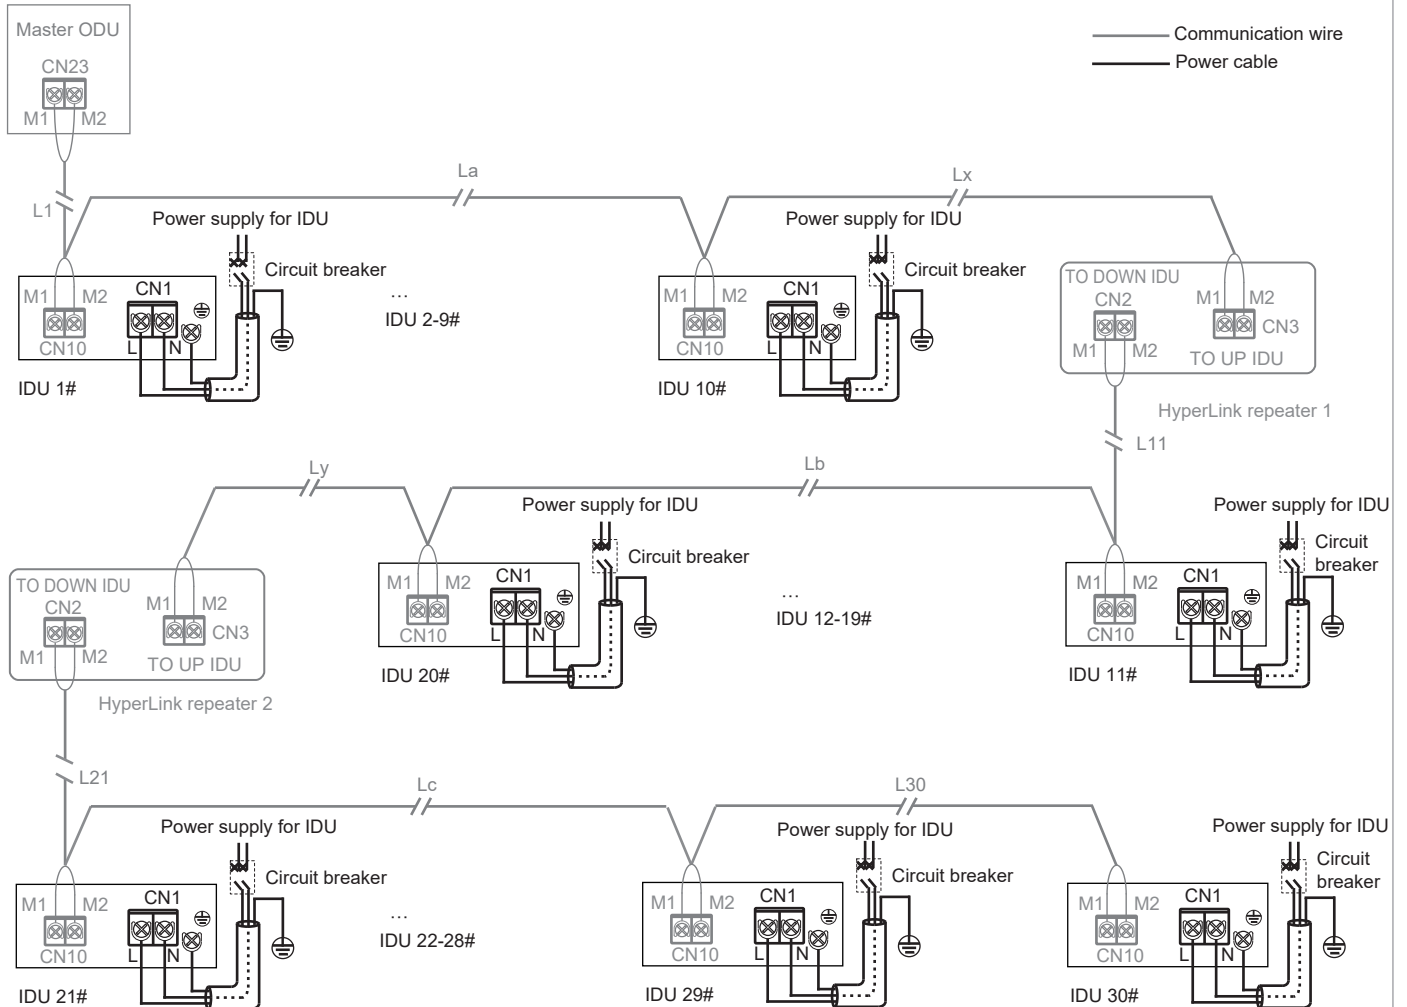 Master ODU
CN23
M1 M2
Communication wire
Power cable
L1
La
Lx
Power supply for IDU
Circuit breaker
M1 M2
CN1
CN10
L N
IDU 1#
...
IDU 2-9#
Power supply for IDU
Circuit breaker
M1 M2
CN1
CN10
L N
IDU 10#
TO DOWN IDU
CN2
M1 M2
M1 M2
CN3
TO UP IDU
HyperLink repeater 1
L11
Ly
Lb
TO DOWN IDU
CN2
M1 M2
M1 M2
CN3
TO UP IDU
HyperLink repeater 2
Power supply for IDU
Circuit breaker
M1 M2
CN1
CN10
L N
IDU 20#
...
IDU 12-19#
Power supply for IDU
Circuit
breaker
M1 M2
CN1
CN10
L N
IDU 11#
L21
Lc
L30
Power supply for IDU
Circuit breaker
M1 M2
CN1
CN10
L N
IDU 21#
...
IDU 22-28#
Power supply for IDU
Circuit breaker
M1 M2
CN1
CN10
L N
IDU 29#
Power supply for IDU
Circuit
breaker
M1 M2
CN1
CN10
L N
IDU 30#